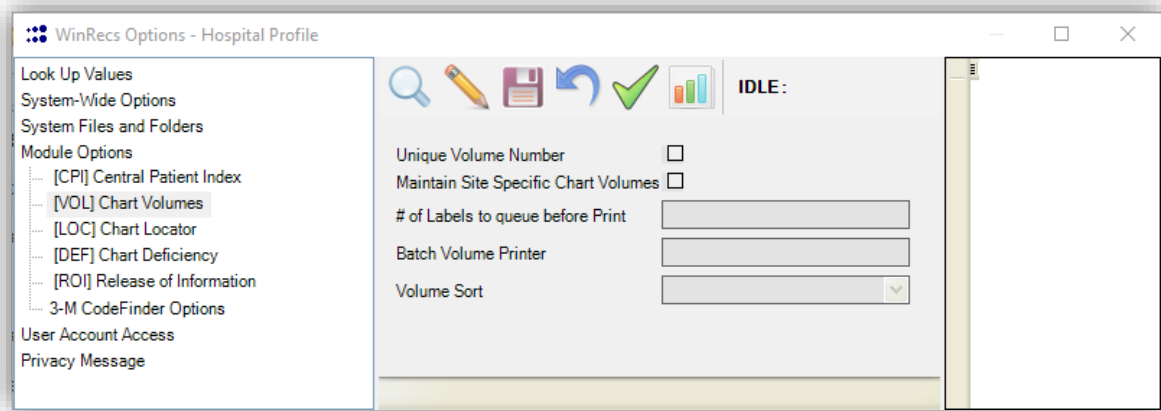 WinRecs Options - Hospital Profile
Look Up Values
System-Wide Options
System Files and Folders
Module Options
[CPI] Central Patient Index
[VOL] Chart Volumes
[LOC] Chart Locator
[DEF] Chart Deficiency
[ROI] Release of Information
3-M CodeFinder Options
User Account Access
Privacy Message
IDLE:
Unique Volume Number
Maintain Site Specific Chart Volumes
# of Labels to queue before Print
Batch Volume Printer
Volume Sort